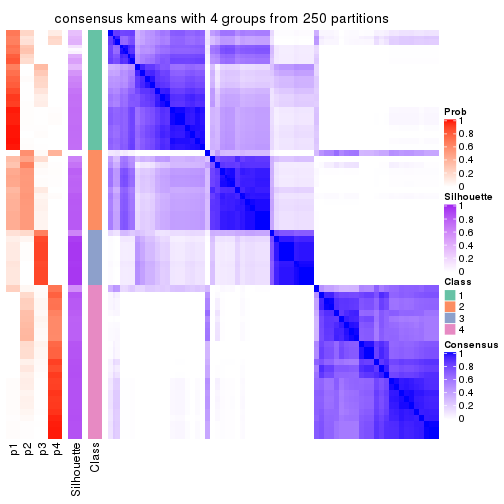 consensus kmeans with 4 groups from 250 partitions
Prob
1
0.8
0.6
0.4
0.2
0
Silhouette
1
0.8
0.6
0.4
0.2
0
Class
1
2
3
4
Consensus
1
0.8
0.6
0.4
0.2
0
p1
p2
p3
p4
Silhouette
Class